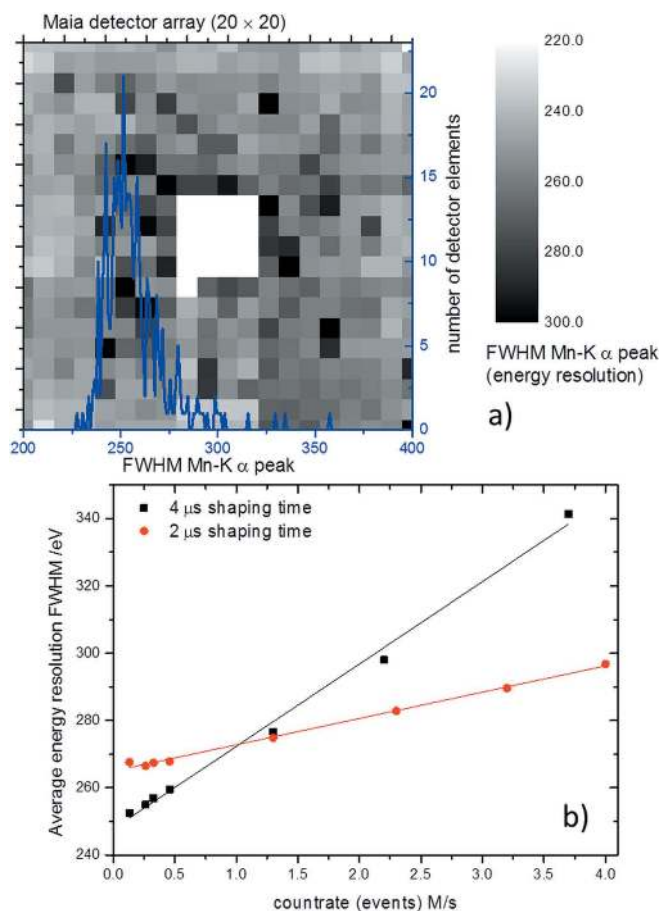 Maia detector array (20 × 20)
220.0
240.0
260.0
280.0
300.0
20
15
10
5
0
number of detector elements
200 250 300 350 400
FWHM Mn-K α peak
FWHM Mn-K α peak
(energy resolution)
a)
4 μs shaping time
2 μs shaping time
340
320
300
280
260
240
Average energy resolution FWHM /eV
0.0 0.5 1.0 1.5 2.0 2.5 3.0 3.5 4.0
countrate (events) M/s
b)